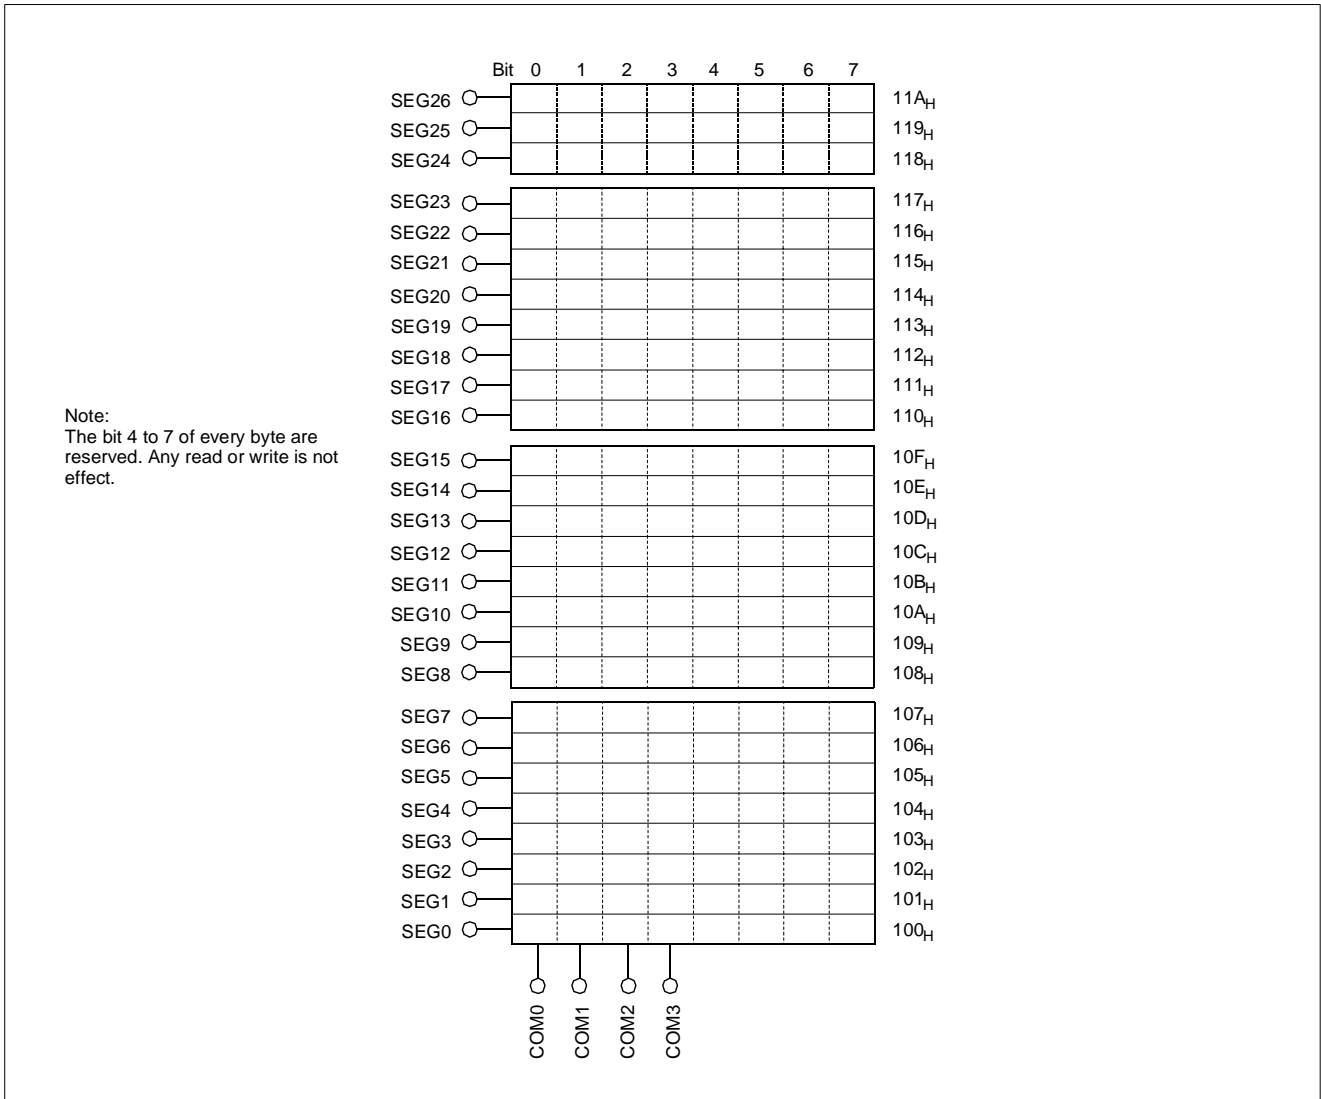 Bit 0 1 2 3 4 5 6 7
SEG26 11AH
SEG25 119H
SEG24 118H
SEG23 117H
SEG22 116H
SEG21 115H
SEG20 114H
SEG19 113H
SEG18 112H
SEG17 111H
SEG16 110H
Note:
The bit 4 to 7 of every byte are
reserved. Any read or write is not
effect.
SEG15 10FH
SEG14 10EH
SEG13 10DH
SEG12 10CH
SEG11 10BH
SEG10 10AH
SEG9 109H
SEG8 108H
SEG7 107H
SEG6 106H
SEG5 105H
SEG4 104H
SEG3 103H
SEG2 102H
SEG1 101H
SEG0 100H
COM0 COM1 COM2 COM3